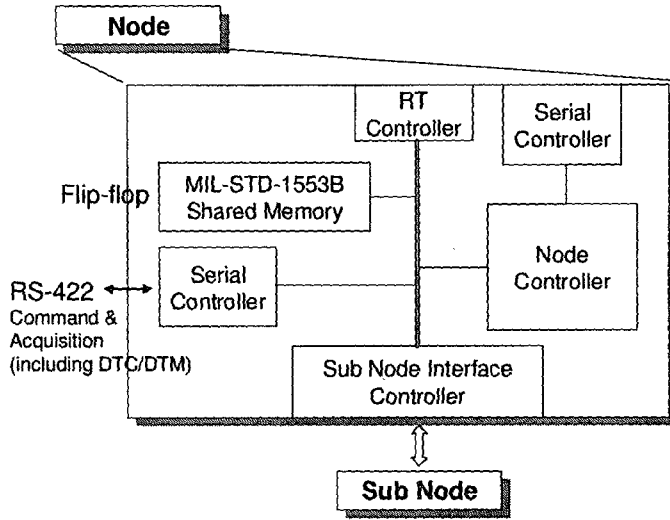 Node
RT
Controller
Serial
Controller
Flip-flop
MIL-STD-1553B
Shared Memory
Node
Controller
Serial
Controller
RS-422
Command &
Acquisition
(including DTC/DTM)
Sub Node Interface
Controller
Sub Node